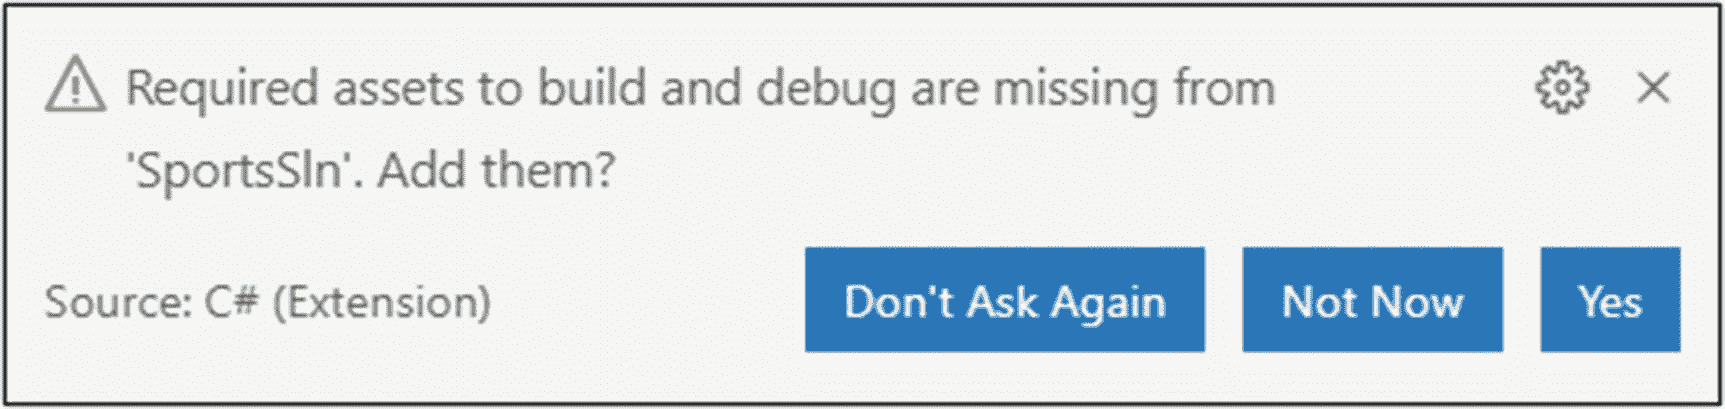 Required assets to build and debug are missing from
'SportsSln'. Add them?
Source: C# (Extension)
Don't Ask Again
Not Now
Yes